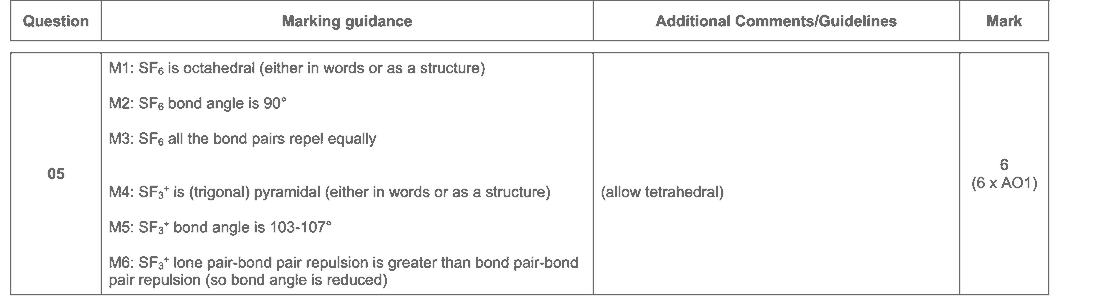 Question Marking guidance Additional Comments/Guidelines Mark
M1: SF₆ is octahedral (either in words or as a structure)
M2: SF₆ bond angle is 90°
M3: SF₆ all the bond pairs repel equally
05
M4: SF₃⁺ is (trigonal) pyramidal (either in words or as a structure)
(allow tetrahedral)
M5: SF₃⁺ bond angle is 103-107°
M6: SF₃⁺ lone pair-bond pair repulsion is greater than bond pair-bond
pair repulsion (so bond angle is reduced)
6
(6 x AO1)